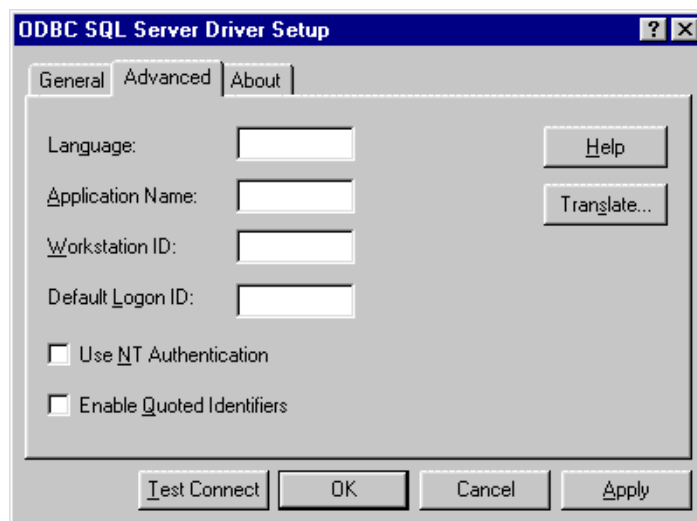 ODBC SQL Server Driver Setup
General Advanced About
Language:
Help
Application Name:
Translate...
Workstation ID:
Default Logon ID:
Use NT Authentication
Enable Quoted Identifiers
Test Connect OK Cancel Apply